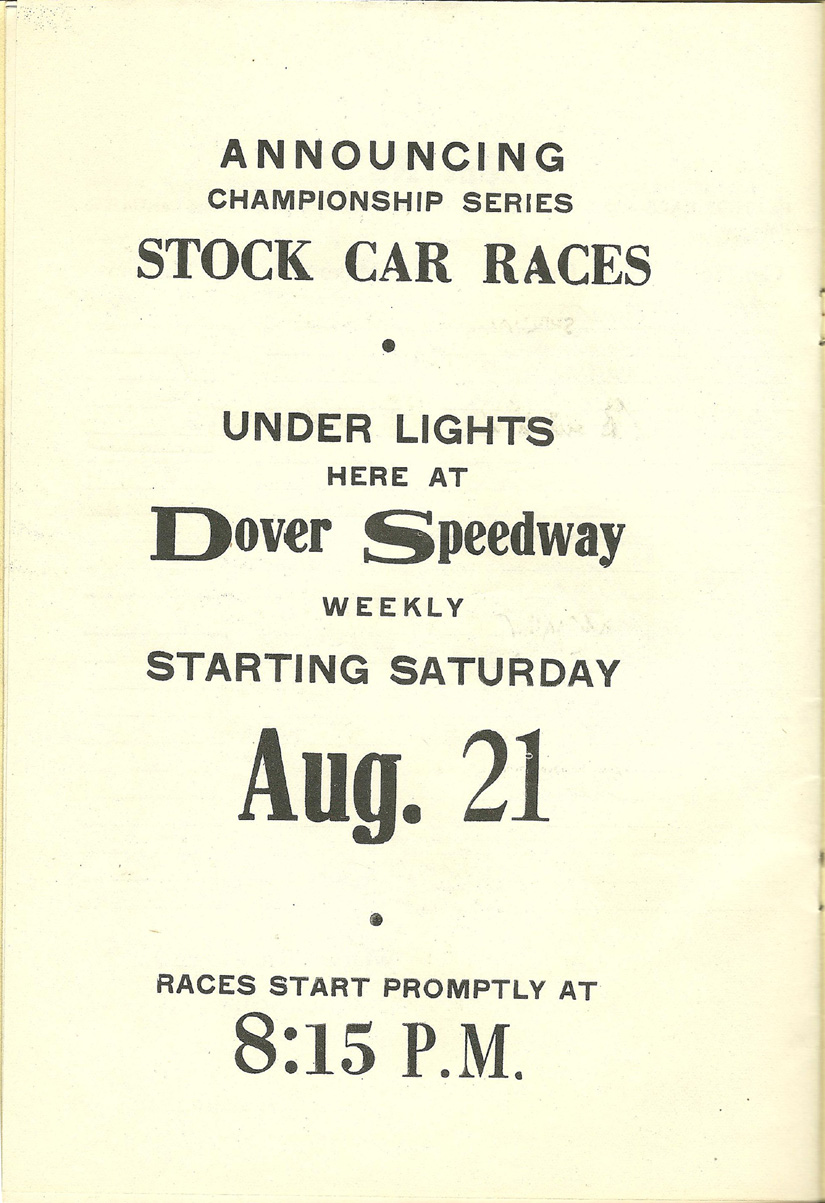 ANNOUNCING
CHAMPIONSHIP SERIES
STOCK CAR RACES
UNDER LIGHTS
HERE AT
Dover Speedway
WEEKLY
STARTING SATURDAY
Aug. 21
RACES START PROMPTLY AT
8:15 P.M.